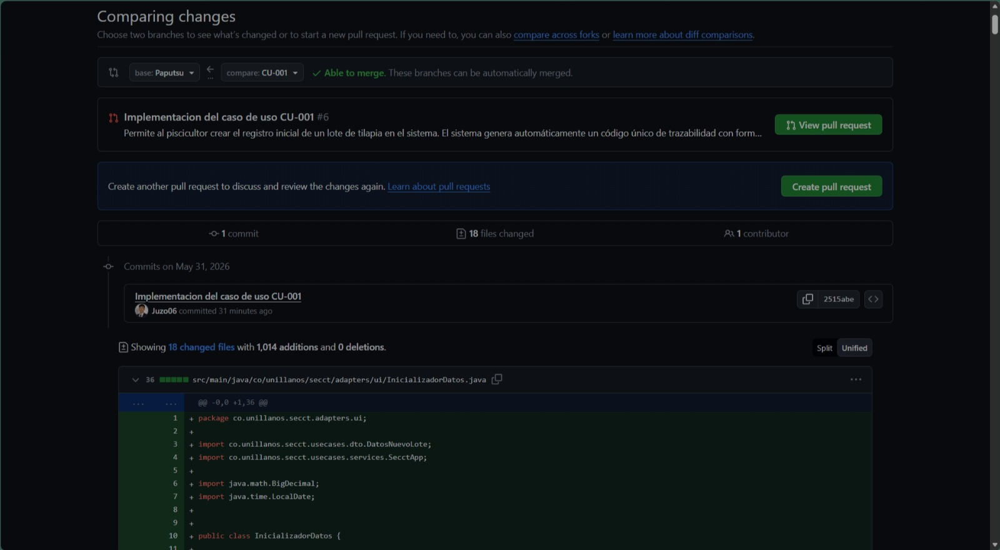 Comparing changes
Choose two branches to see what's changed or to start a new pull request. If you need to, you can also compare across forks or learn more about diff comparisons.
base: Paputsu ... compare: CU-001 Able to merge. These branches can be automatically merged.
Implementacion del caso de uso CU-001 #6
Permite al piscicultor crear el registro inicial de un lote de tilapia en el sistema. El sistema genera automáticamente un código único de trazabilidad con form...
View pull request
Create another pull request to discuss and review the changes again. Learn about pull requests
Create pull request
1 commit 18 files changed 1 contributor
Commits on May 31, 2026
Implementacion del caso de uso CU-001
Juzo06 committed 31 minutes ago
2515abe
Showing 18 changed files with 1,014 additions and 0 deletions.
Split Unified
36 src/main/java/co/unillanos/secct/adapters/ui/InicializadorDatos.java ...
... ... @@ -0,0 +1,36 @@
1 + package co.unillanos.secct.adapters.ui;
2 +
3 + import co.unillanos.secct.usecases.dto.DatosNuevoLote;
4 + import co.unillanos.secct.usecases.services.SecctApp;
5 +
6 + import java.math.BigDecimal;
7 + import java.time.LocalDate;
8 +
9 +
10 + public class InicializadorDatos {
11 +